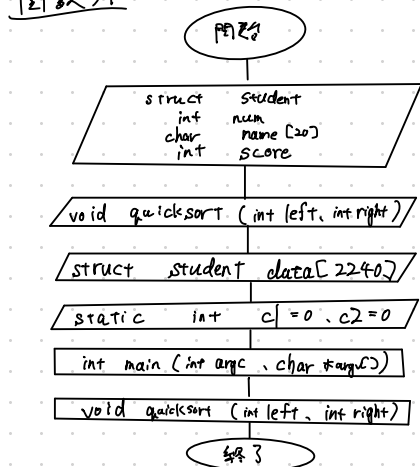 開始
struct student
int num
char name [20]
int score
void quicksort (int left、int right)
struct student data[2240]
static int c1=0、c2=0
int main (int argc 、char *argv[])
void quicksort (int left、int right)
終了